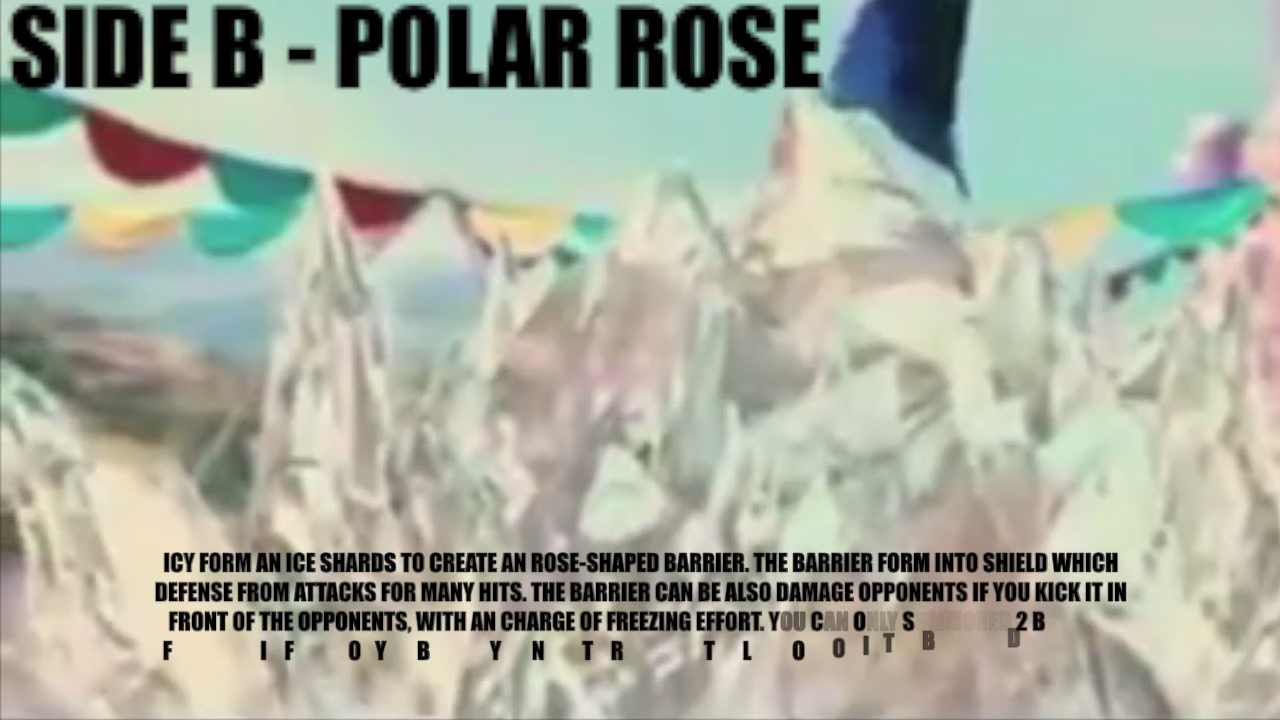 SIDE B - POLAR ROSE
ICY FORM AN ICE SHARDS TO CREATE AN ROSE-SHAPED BARRIER. THE BARRIER FORM INTO SHIELD WHICH
DEFENSE FROM ATTACKS FOR MANY HITS. THE BARRIER CAN BE ALSO DAMAGE OPPONENTS IF YOU KICK IT IN
FRONT OF THE OPPONENTS, WITH AN CHARGE OF FREEZING EFFORT. YOU CAN ONLY